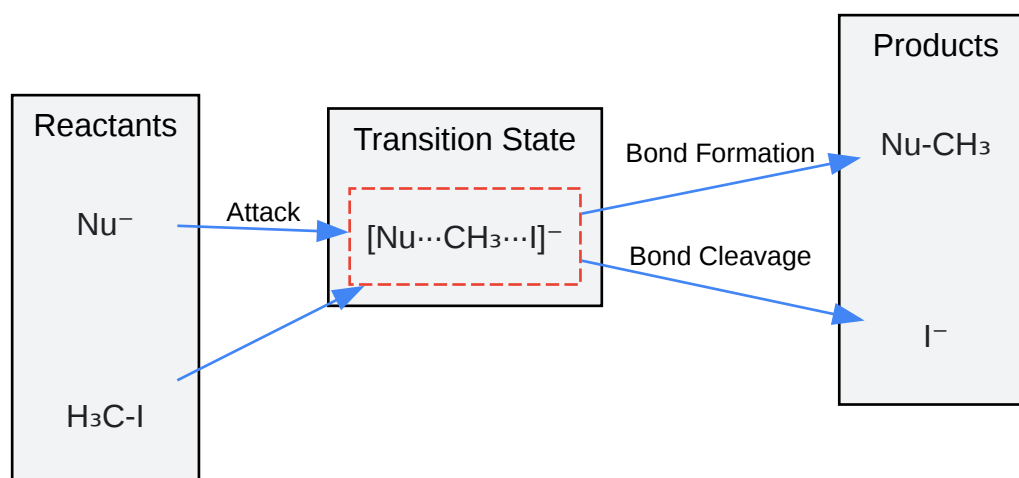 Reactants
Nu⁻
H₃C-I
Attack
Transition State
[Nu···CH₃···I]⁻
Bond Formation
Bond Cleavage
Products
Nu-CH₃
I⁻